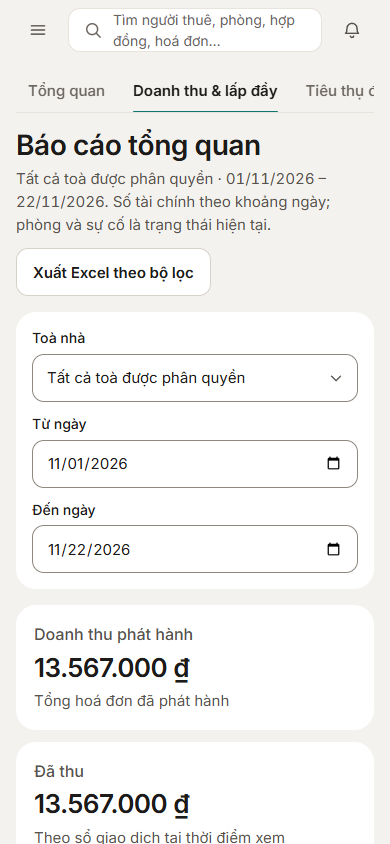 Tìm người thuê, phòng, hợp
đồng, hoá đơn...
Tổng quan
Doanh thu & lấp đầy
Tiêu thụ
Báo cáo tổng quan
Tất cả toà được phân quyền · 01/11/2026 –
22/11/2026. Số tài chính theo khoảng ngày;
phòng và sự cố là trạng thái hiện tại.
Xuất Excel theo bộ lọc
Toà nhà
Tất cả toà được phân quyền
Từ ngày
11/01/2026
Đến ngày
11/22/2026
Doanh thu phát hành
13.567.000 ₫
Tổng hoá đơn đã phát hành
Đã thu
13.567.000 ₫
Theo sổ giao dịch tại thời điểm xem